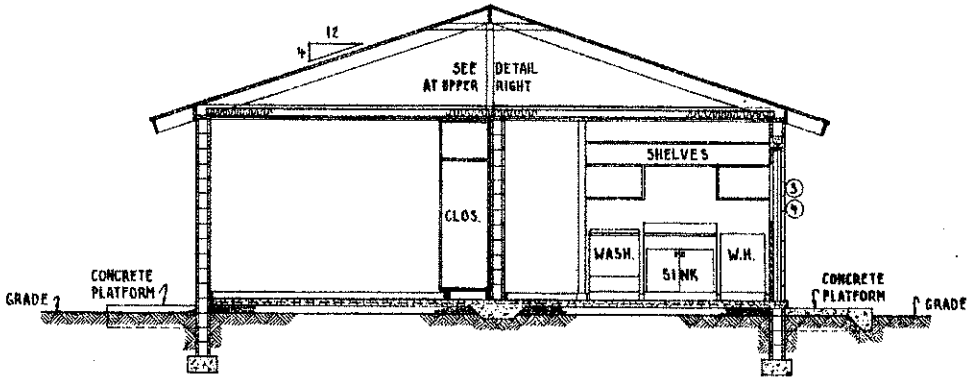 12
4
SEE DETAIL
AT UPPER RIGHT
SHELVES
3
4
CLOS.
WASH.
SINK
W.H.
CONCRETE
PLATFORM
GRADE
CONCRETE
PLATFORM
GRADE